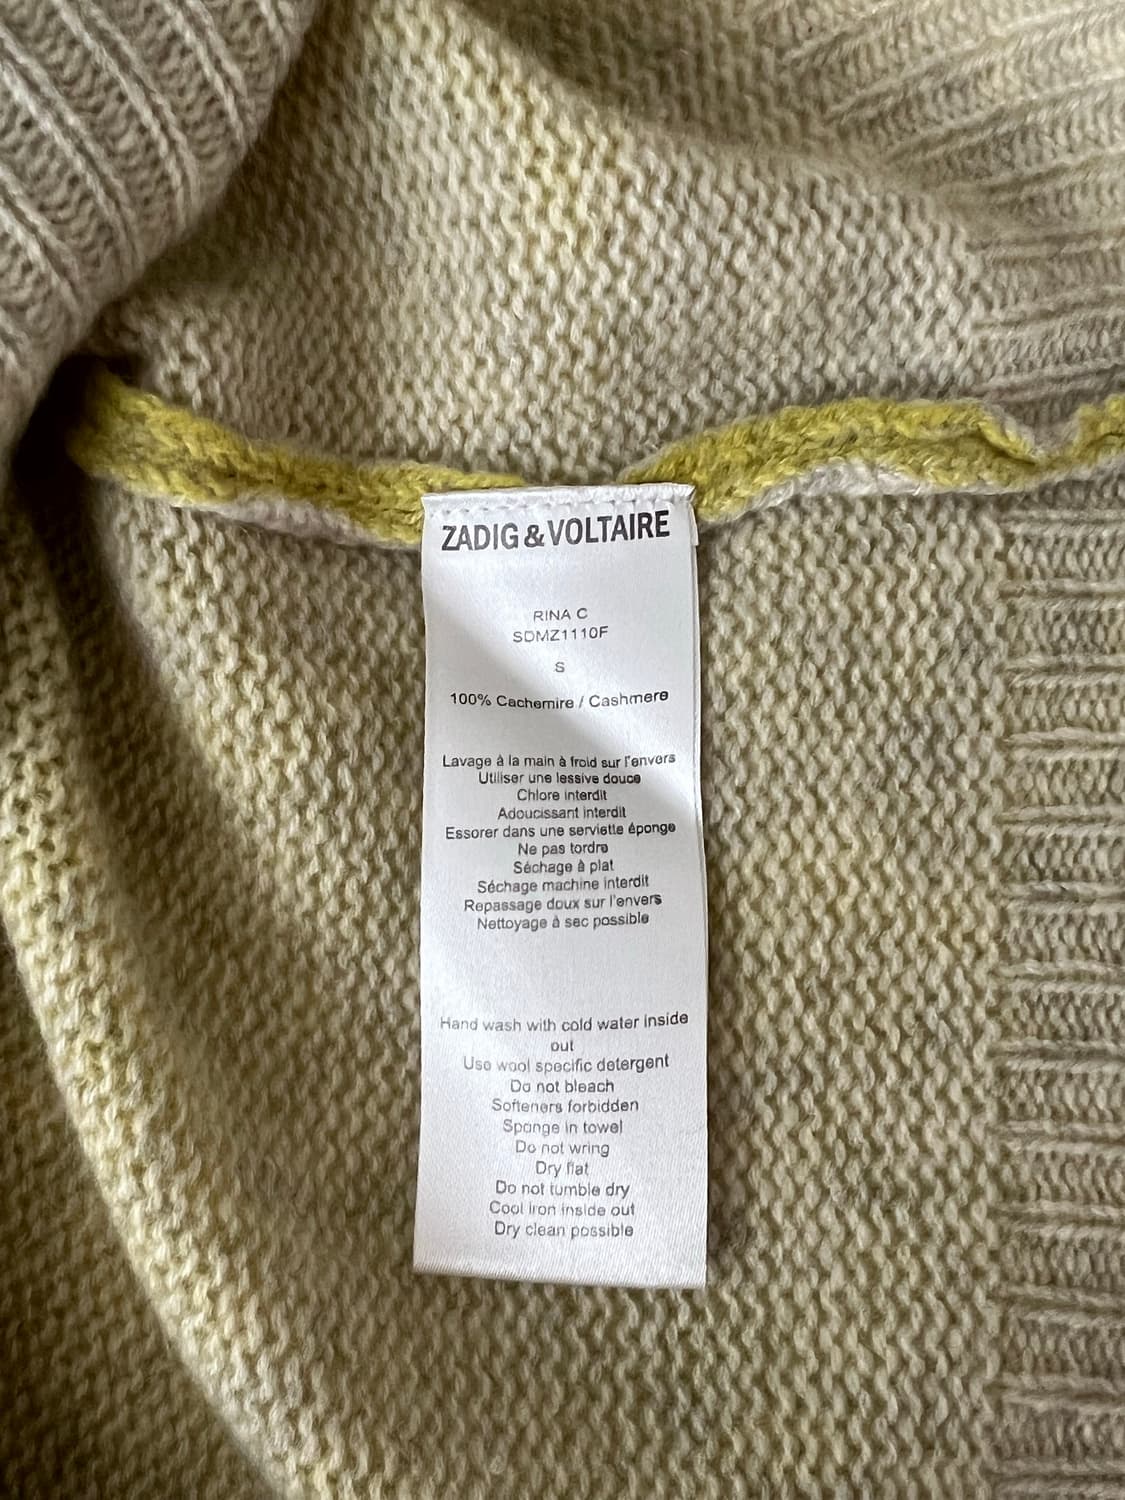 ZADIG & VOLTAIRE
RINA C
SDMZ1110F
S
100% Cachemire / Cashmere
Lavage à la main à froid sur l'envers
Utiliser une lessive douce
Chlore interdit
Adoucissant interdit
Essorer dans une serviette éponge
Ne pas tordre
Séchage à plat
Séchage machine interdit
Repassage doux sur l'envers
Nettoyage à sec possible
Hand wash with cold water inside
out
Use wool specific detergent
Do not bleach
Softeners forbidden
Sponge in towel
Do not wring
Dry flat
Do not tumble dry
Cool iron inside out
Dry clean possible